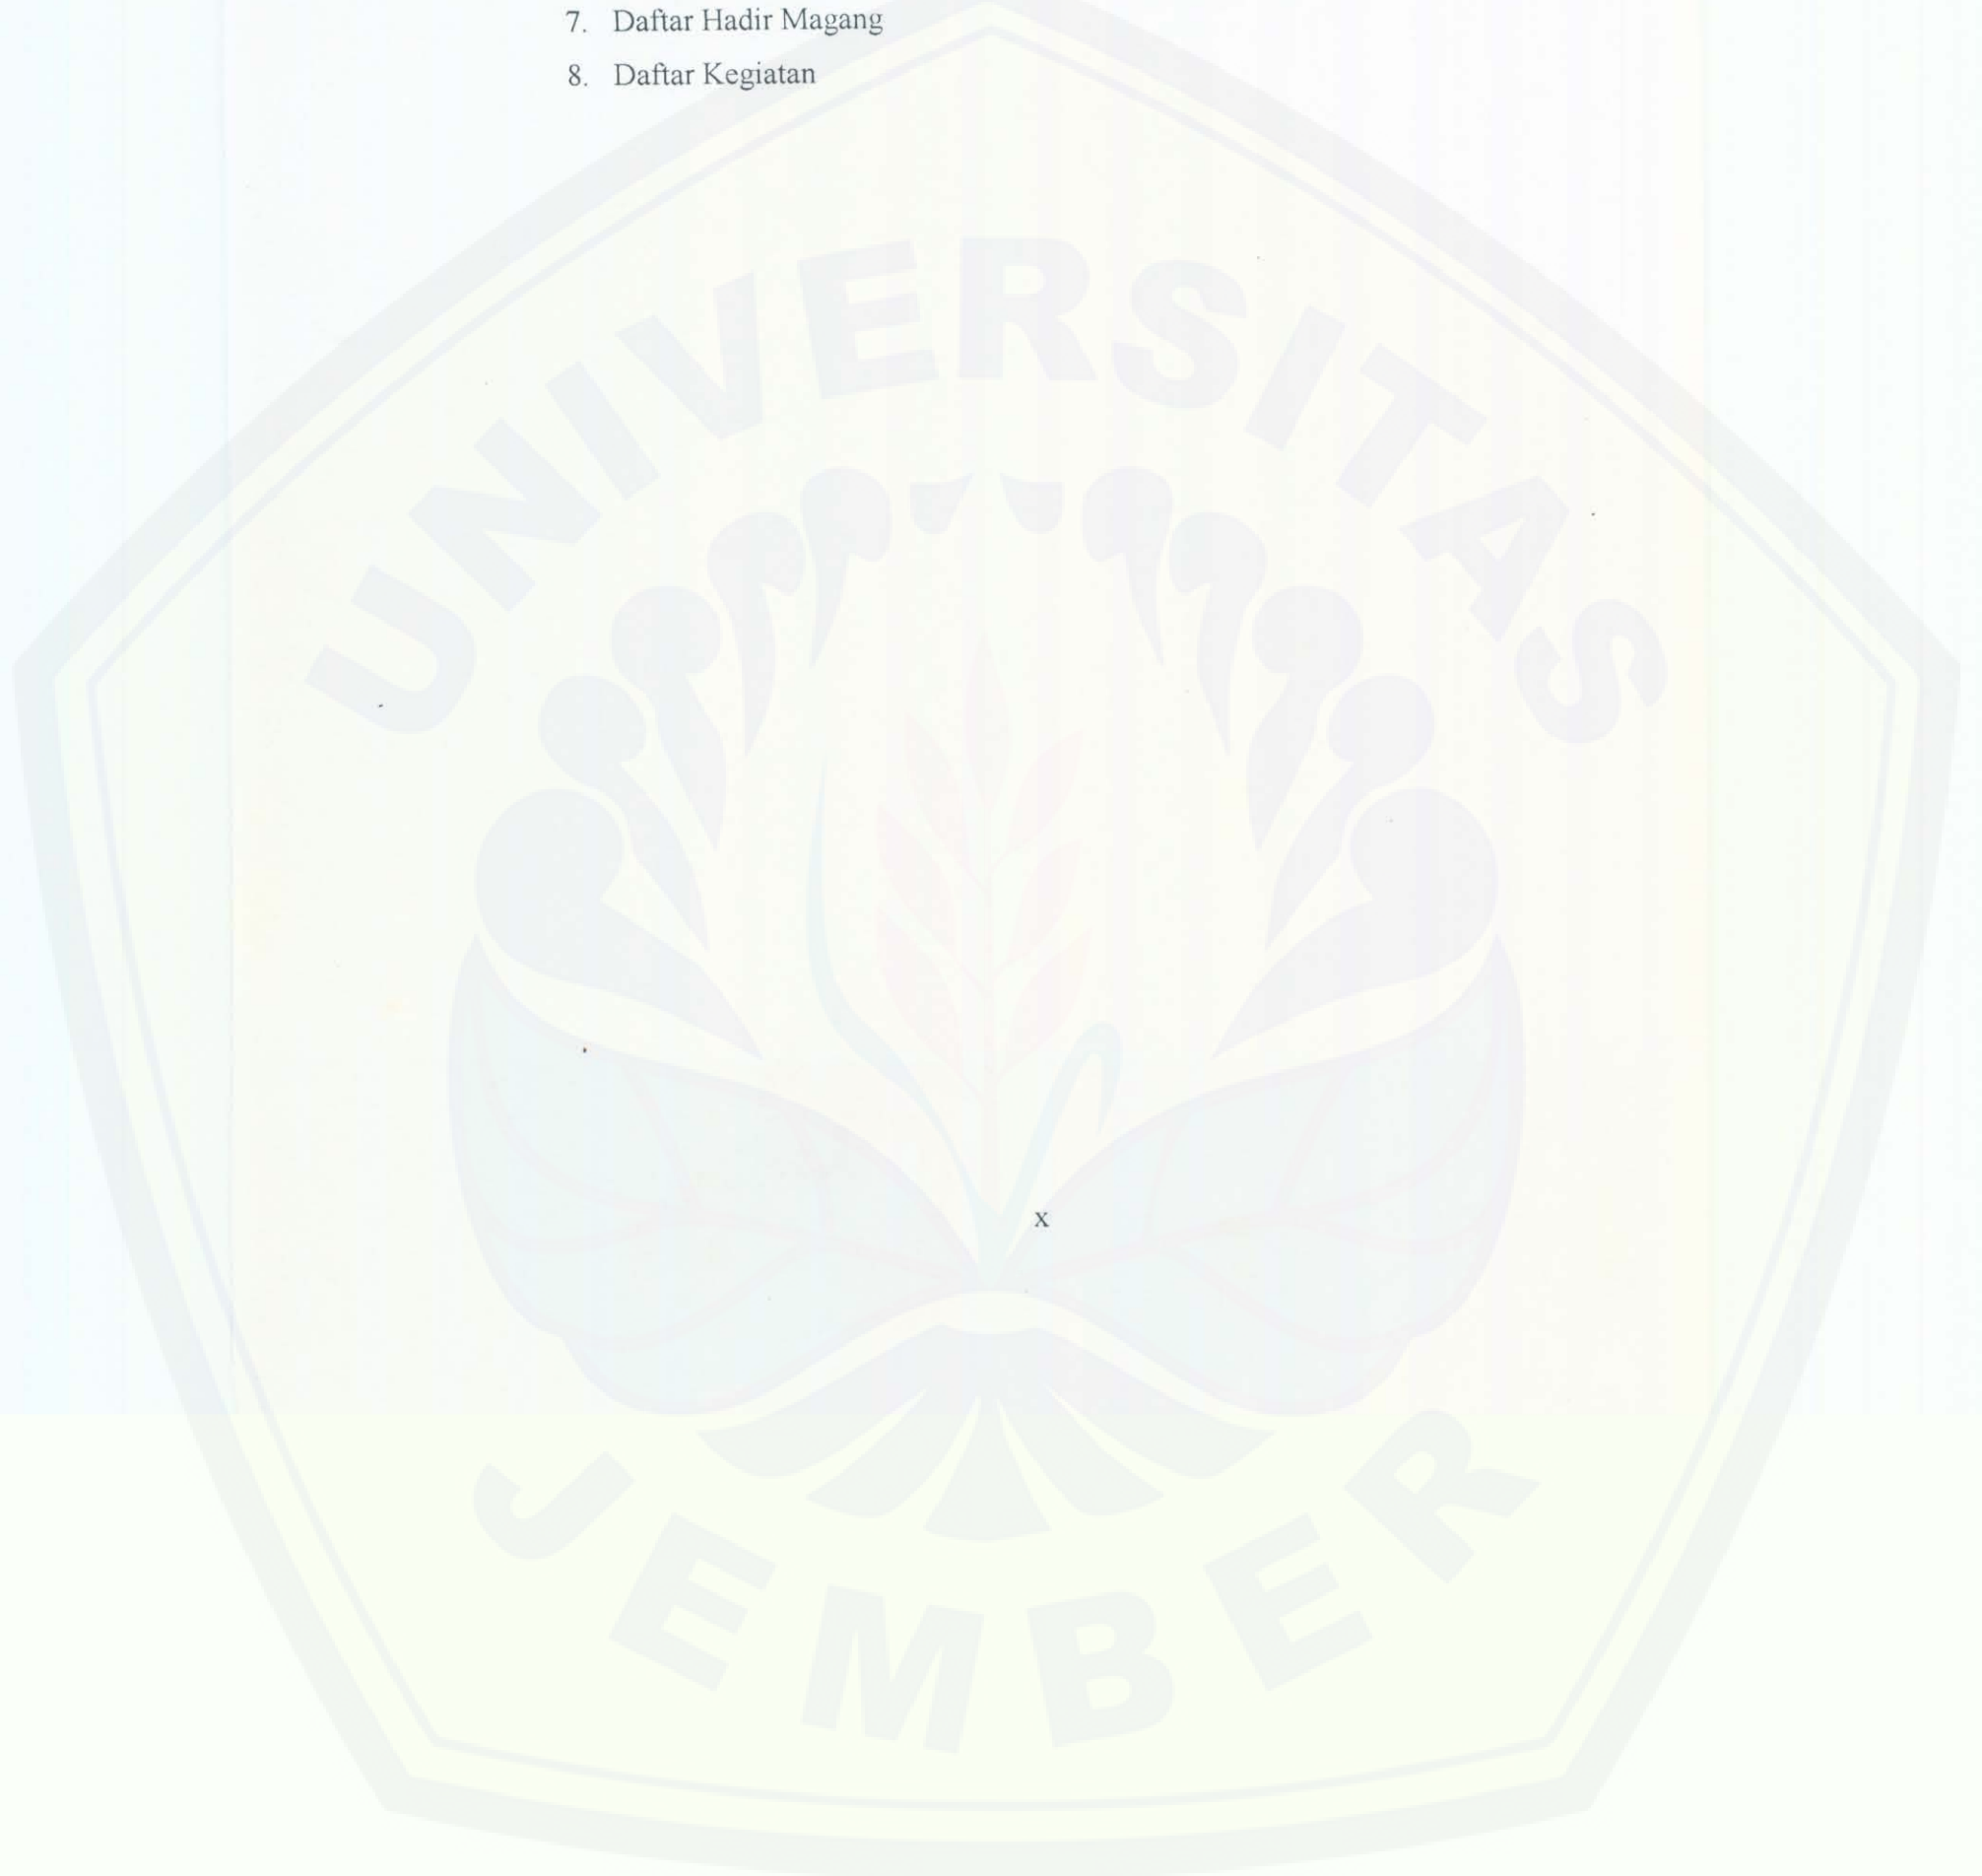 7. Daftar Hadir Magang
8. Daftar Kegiatan
UNIVERSITAS
x
JEMBER